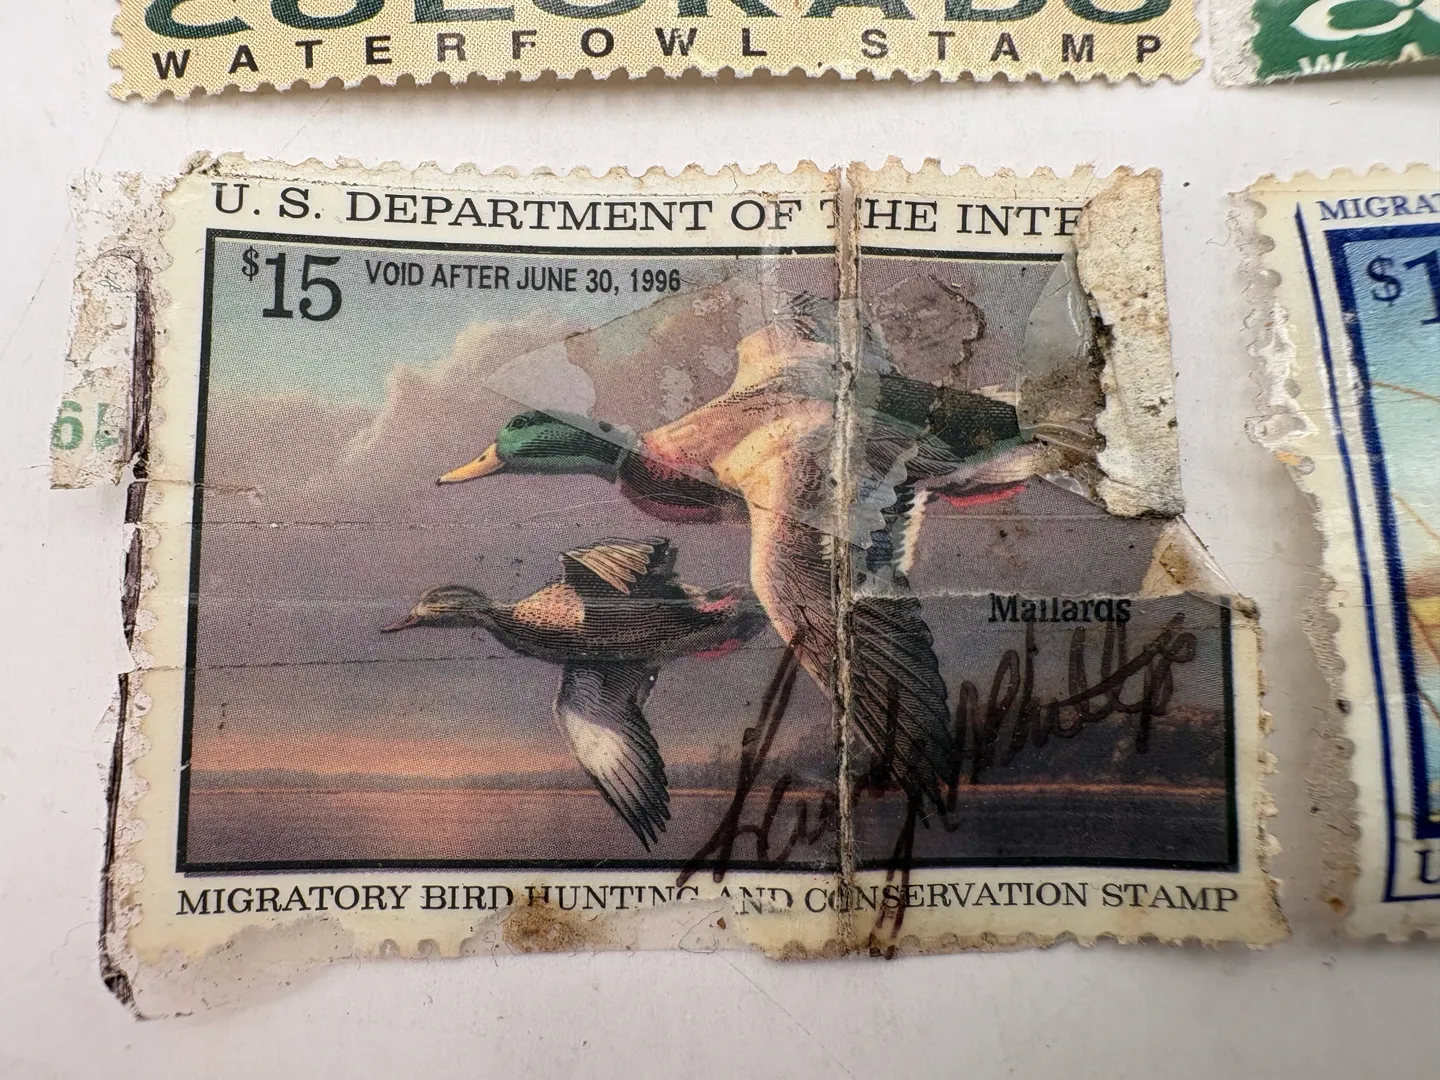 COLORADO
WATERFOWL STAMP
U. S. DEPARTMENT OF THE INTE
$15 VOID AFTER JUNE 30, 1996
Mallards
MIGRATORY BIRD HUNTING AND CONSERVATION STAMP
MIGRA
$1
U